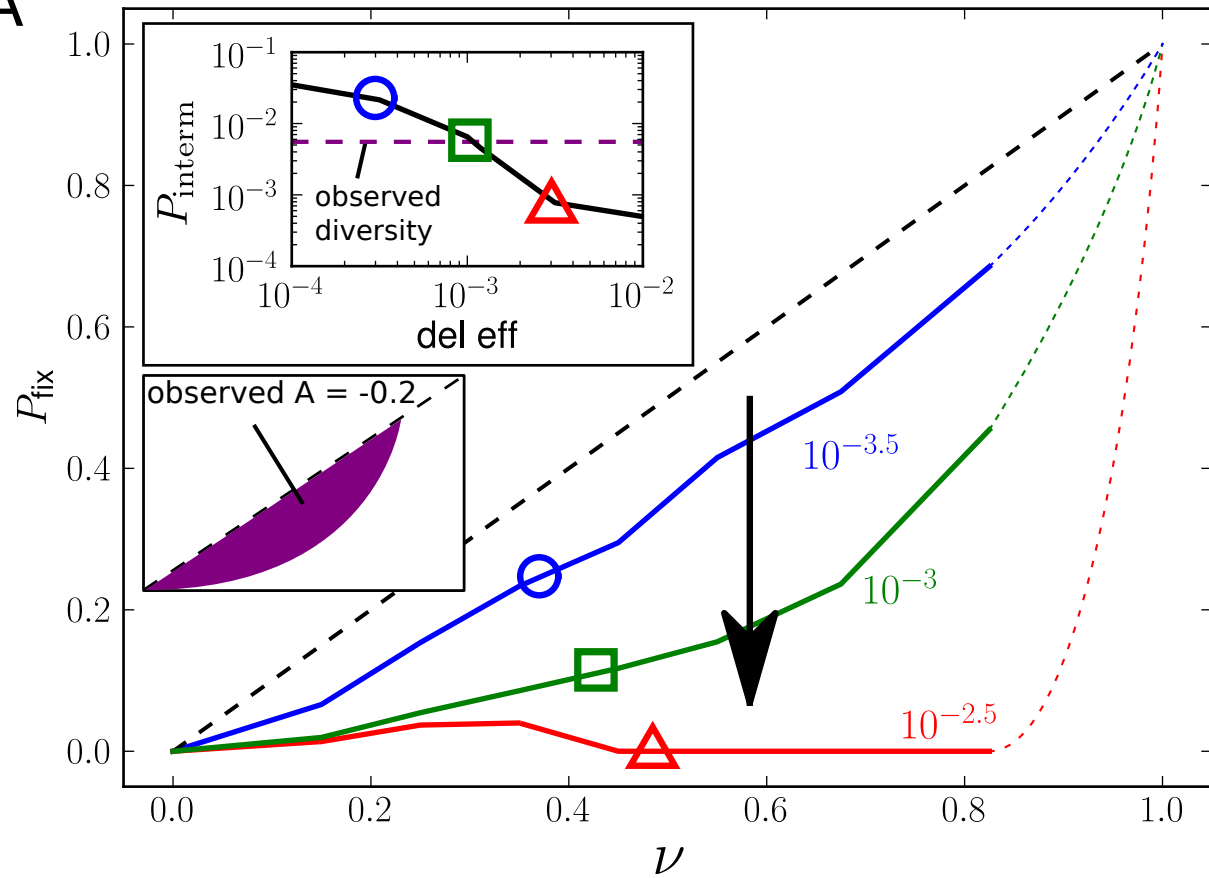 A
P_fix
1.0
0.8
0.6
0.4
0.2
0.0
0.0 0.2 0.4 0.6 0.8 1.0
ν
P_interm
10^{-1}
10^{-2}
10^{-3}
10^{-4}
observed
diversity
10^{-4} 10^{-3} 10^{-2}
del eff
observed A = -0.2
10^{-3.5}
10^{-3}
10^{-2.5}